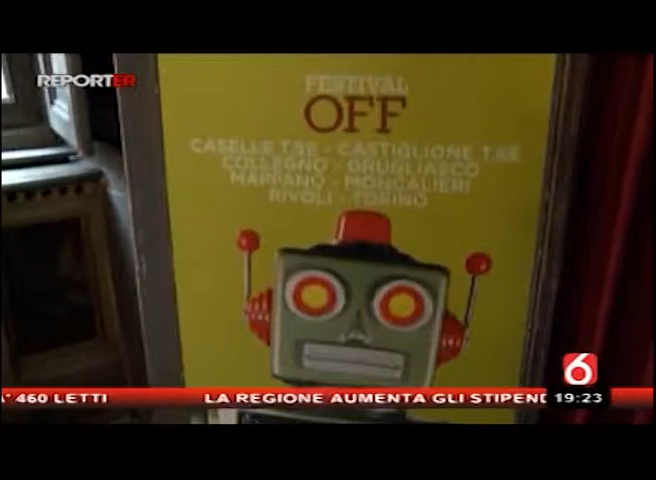 REPORTER
FESTIVAL
OFF
CASELLE T.SE - CASTIGLIONE T.SE
COLLEGNO - GRUGLIASCO
MAPPANO - MONCALIERI
RIVOLI - TORINO
6
460 LETTI LA REGIONE AUMENTA GLI STIPEND 19:23